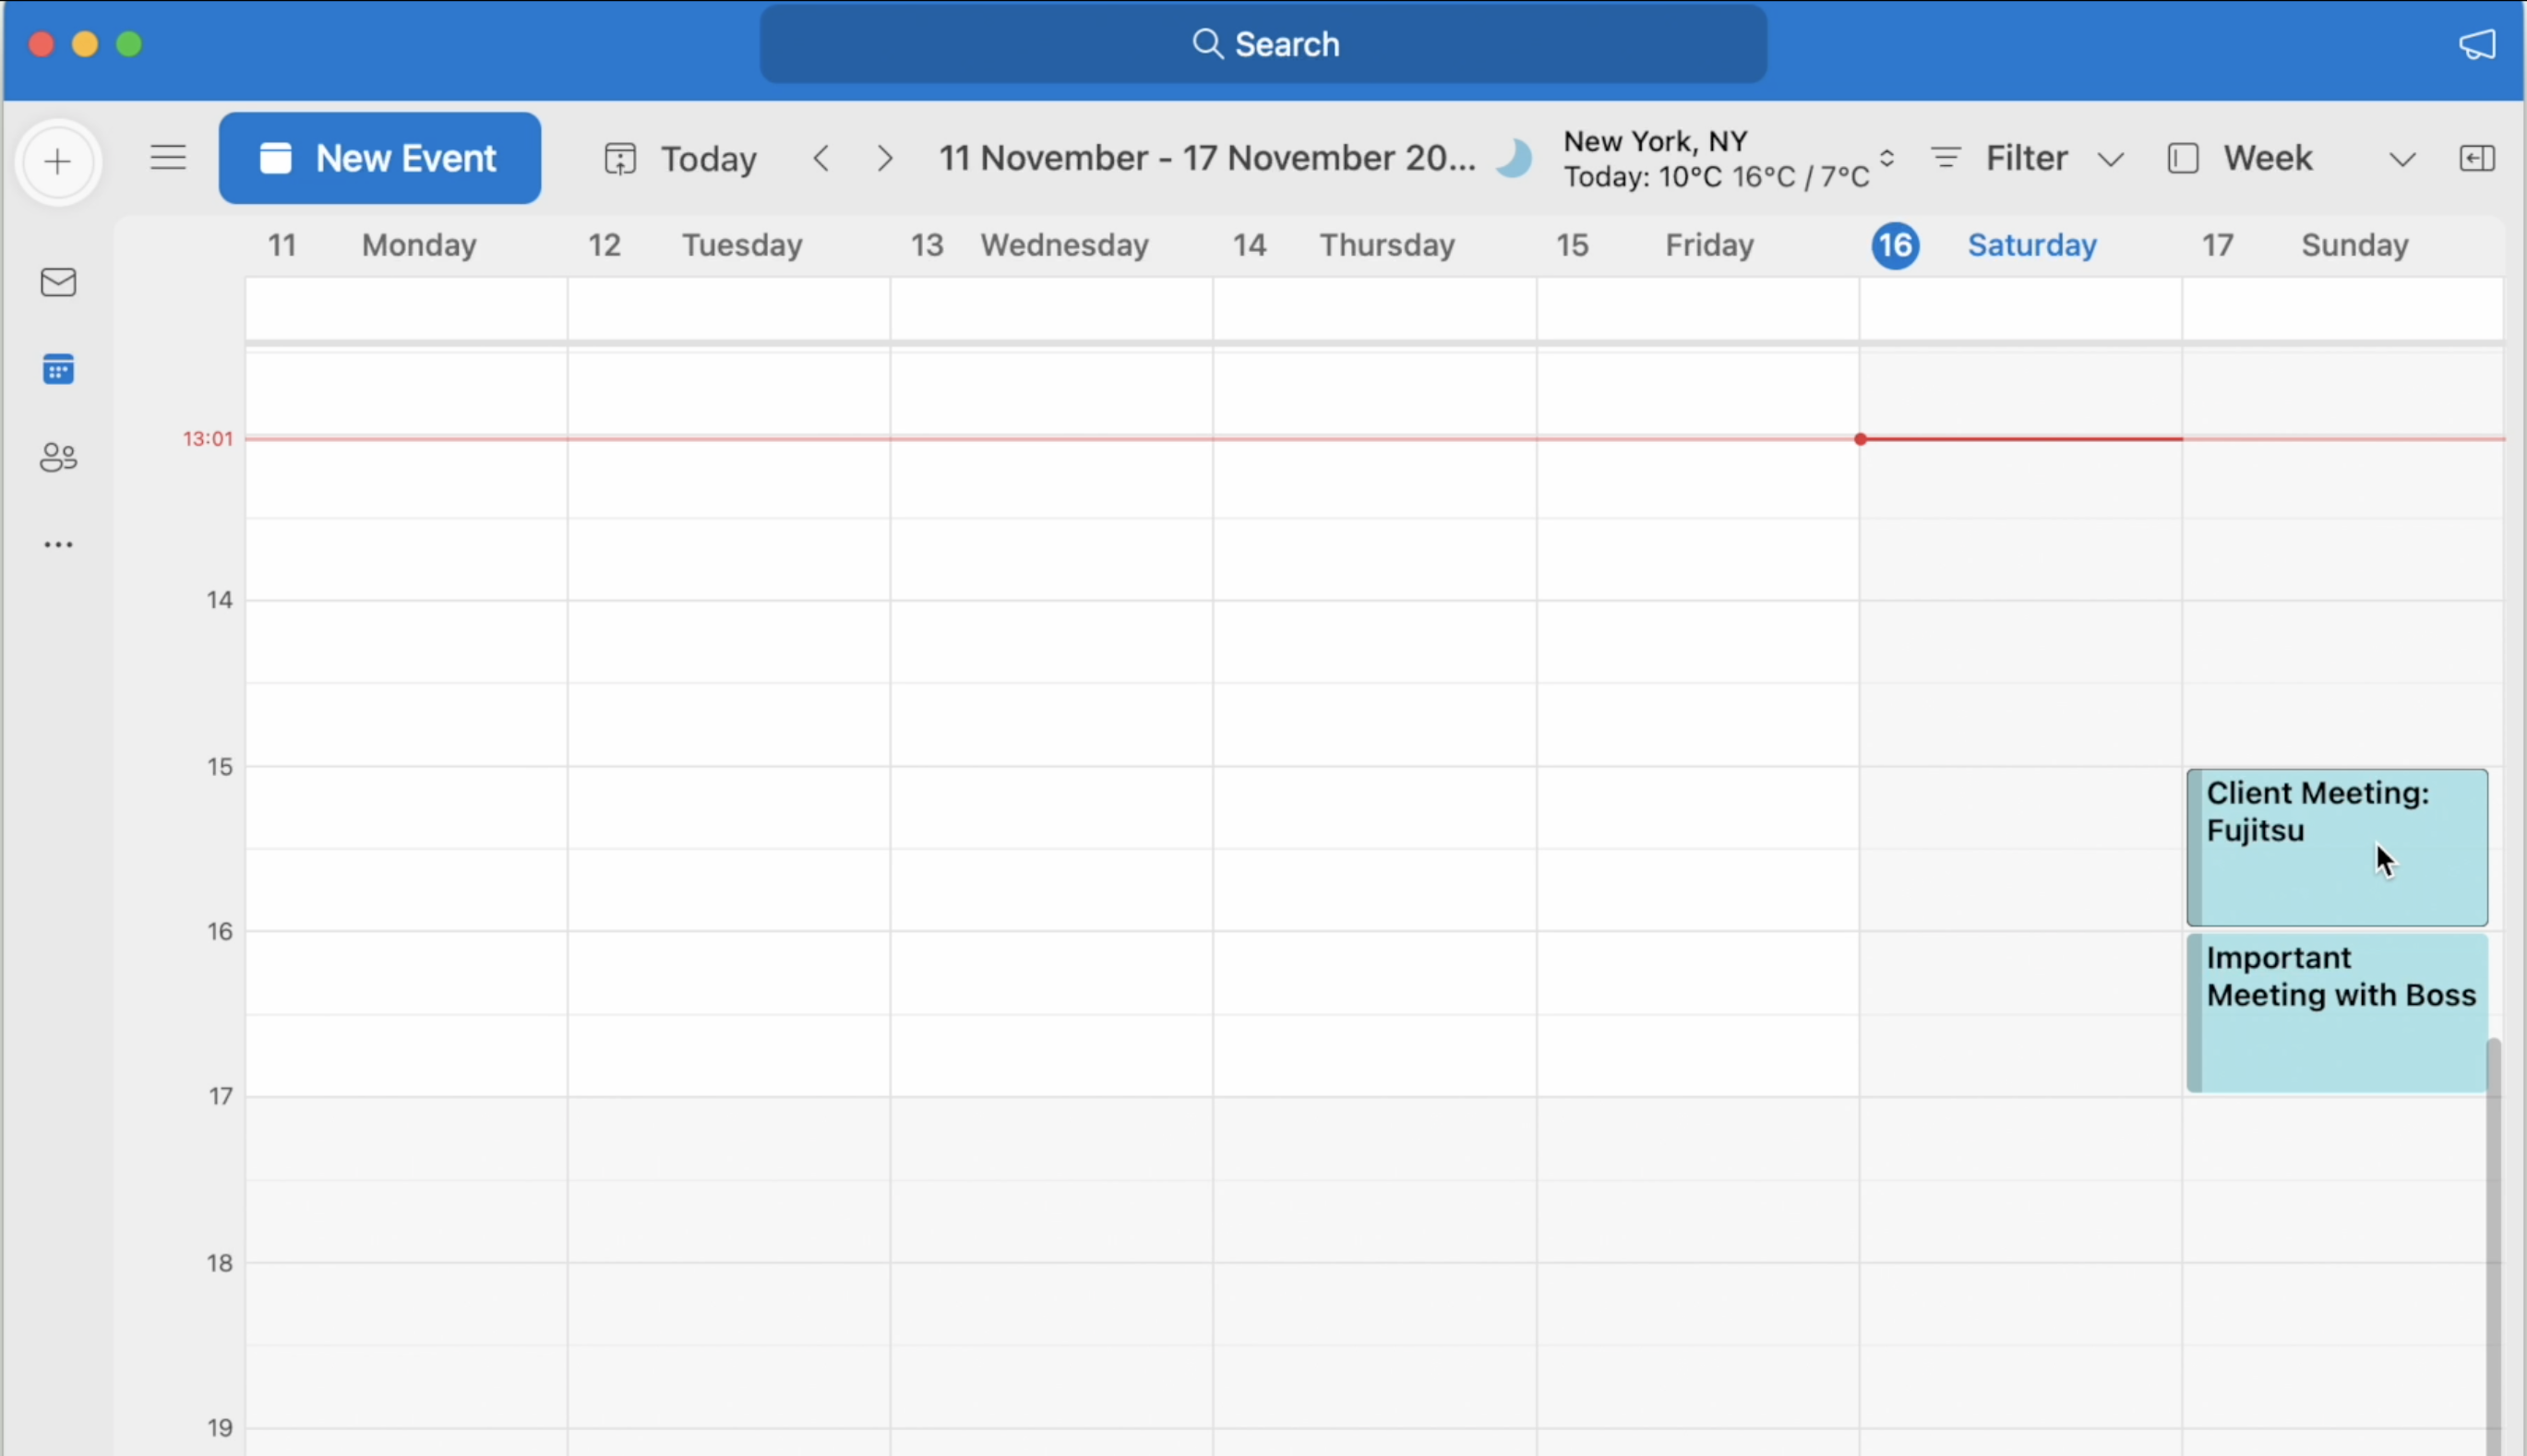 Search
New Event
Today
11 November - 17 November 20...
New York, NY
Today: 10°C 16°C / 7°C
Filter
Week
11 Monday
12 Tuesday
13 Wednesday
14 Thursday
15 Friday
16 Saturday
17 Sunday
13:01
14
15
Client Meeting:
Fujitsu
16
Important
Meeting with Boss
17
18
19